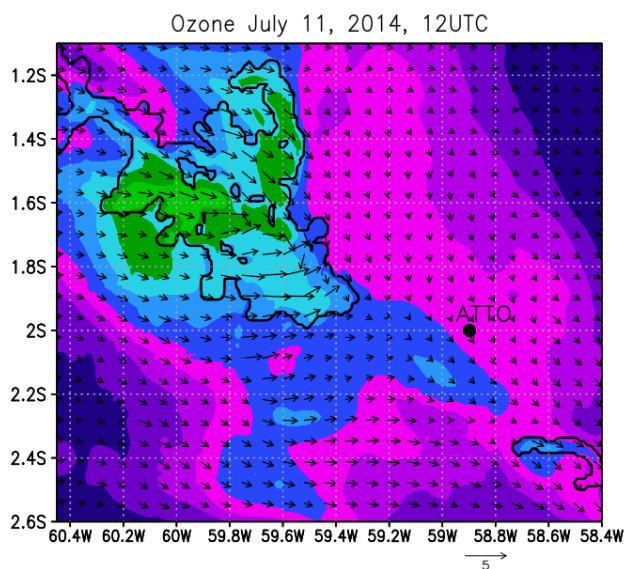 Ozone July 11, 2014, 12UTC
1.2S
1.4S
1.6S
1.8S
ATTO
2S
2.2S
2.4S
2.6S
60.4W 60.2W 60W 59.8W 59.6W 59.4W 59.2W 59W 58.8W 58.6W 58.4W
5